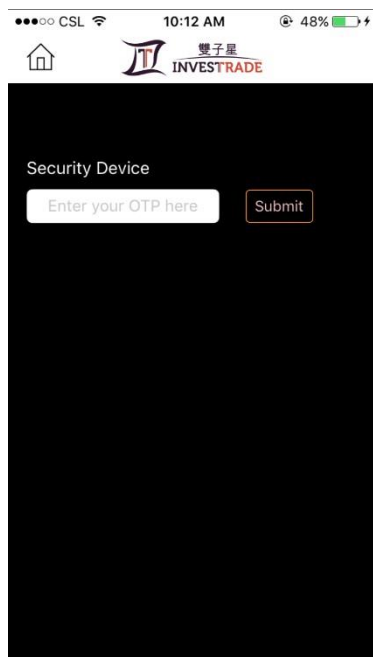 CSL 10:12 AM 48%
雙子星
INVESTRADE
Security Device
Enter your OTP here Submit